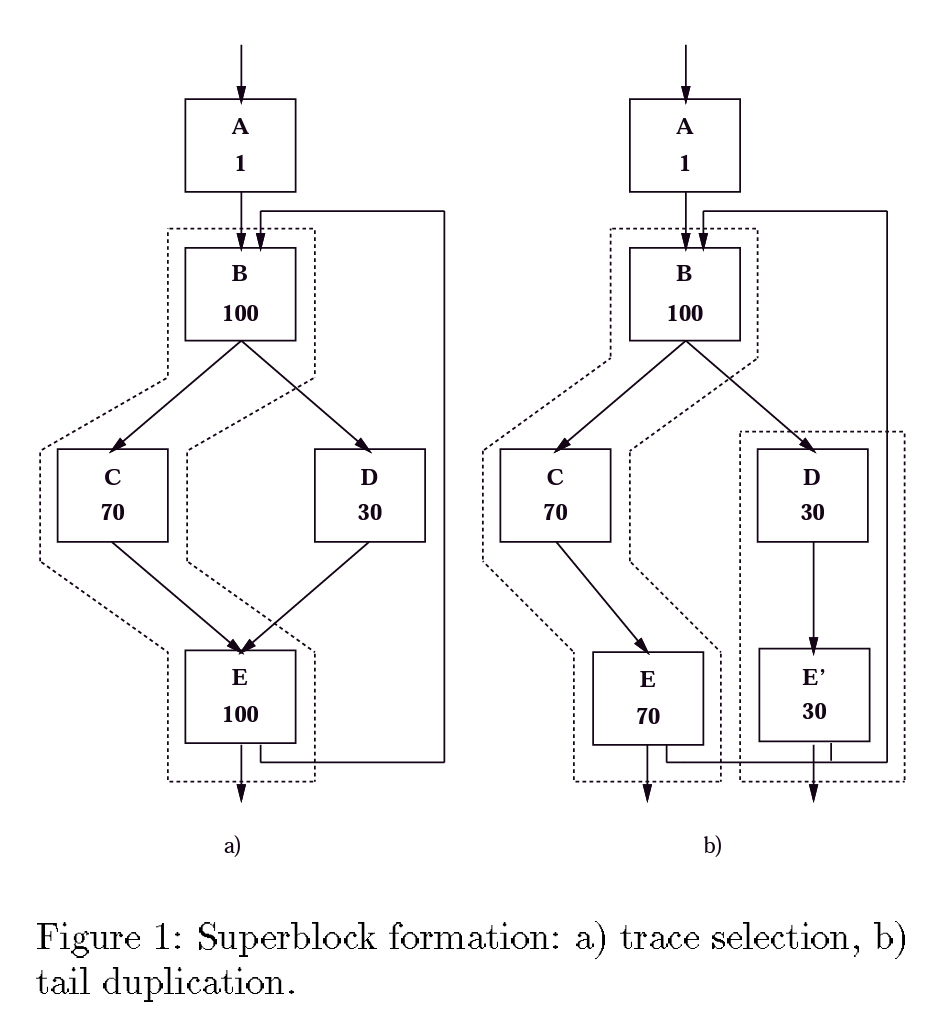 A
1
B
100
C
70
D
30
E
100
a)
A
1
B
100
C
70
D
30
E
70
E’
30
b)
Figure 1: Superblock formation: a) trace selection, b)
tail duplication.